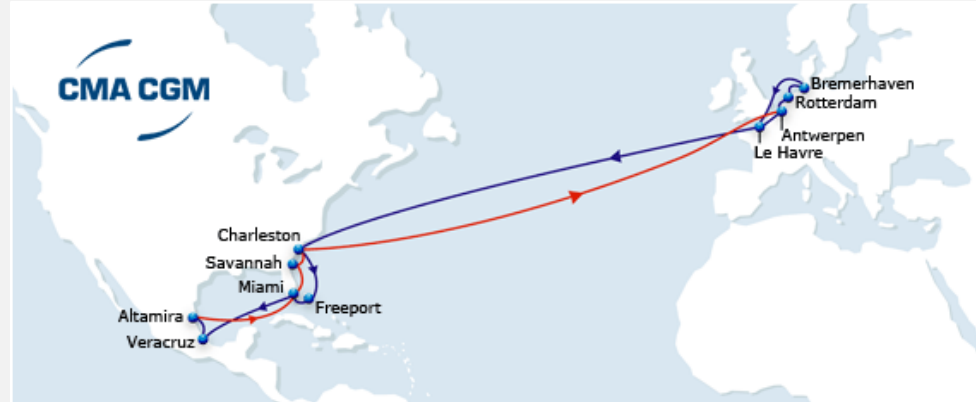 CMA CGM
Bremerhaven
Rotterdam
Antwerpen
Le Havre
Charleston
Savannah
Miami
Freeport
Altamira
Veracruz